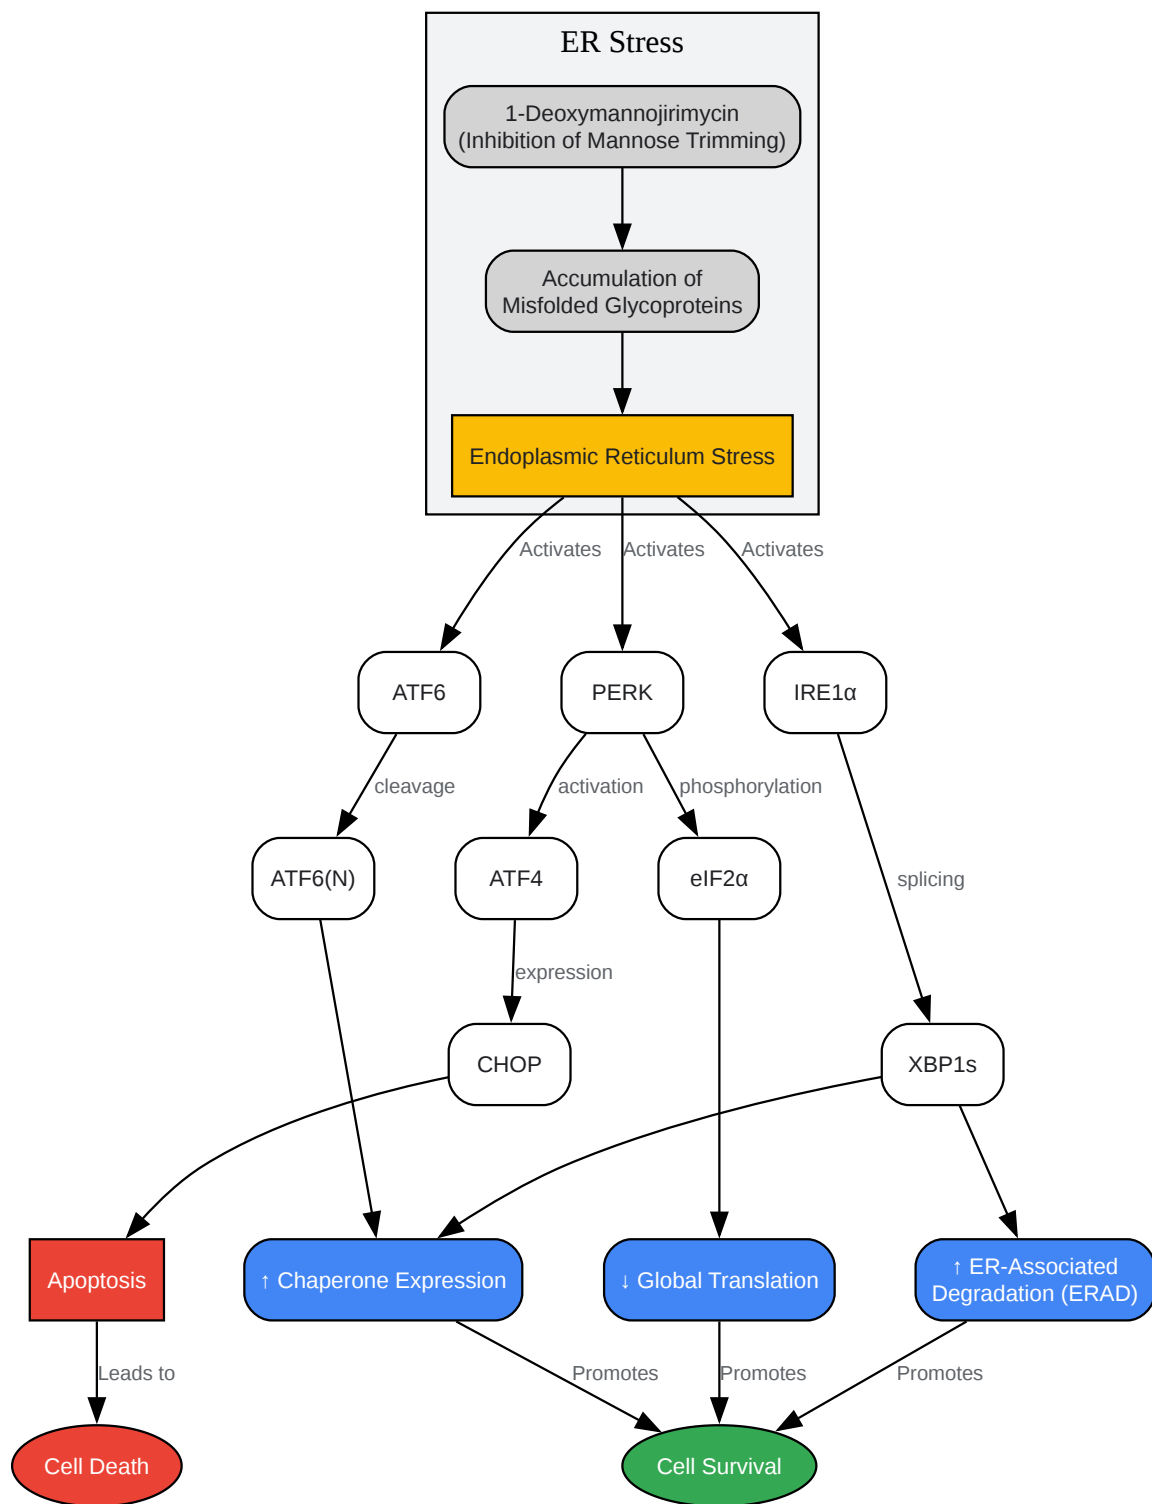 ER Stress
1-Deoxymannojirimycin
(Inhibition of Mannose Trimming)
Accumulation of
Misfolded Glycoproteins
Endoplasmic Reticulum Stress
Activates
Activates
Activates
ATF6
PERK
IRE1α
cleavage
activation
phosphorylation
ATF6(N)
ATF4
eIF2α
splicing
expression
CHOP
XBP1s
Apoptosis
↑ Chaperone Expression
↓ Global Translation
↑ ER-Associated
Degradation (ERAD)
Leads to
Promotes
Promotes
Promotes
Cell Death
Cell Survival